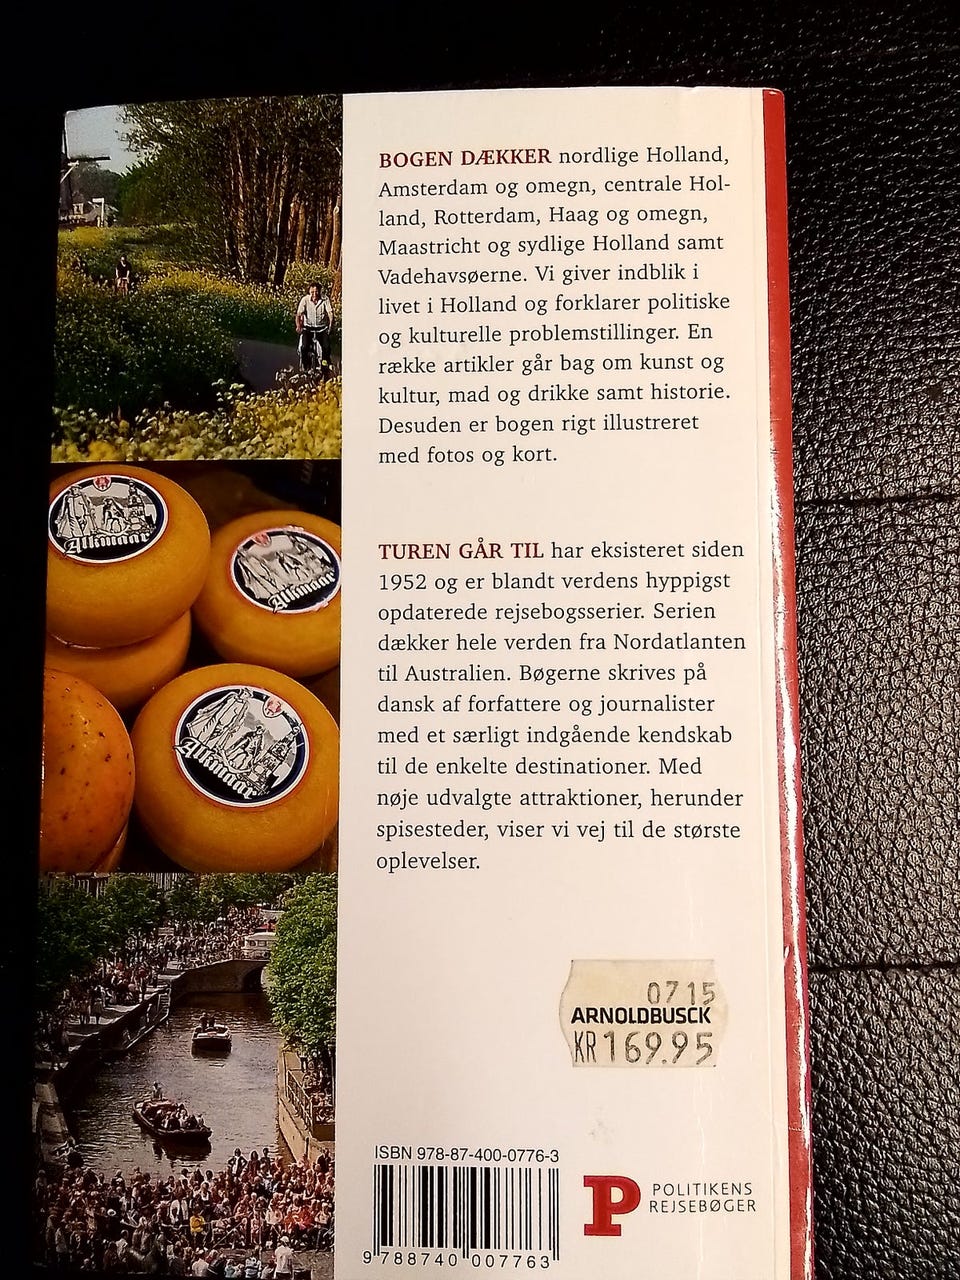 BOGEN DÆKKER nordlige Holland,
Amsterdam og omegn, centrale Hol-
land, Rotterdam, Haag og omegn,
Maastricht og sydlige Holland samt
Vadehavsøerne. Vi giver indblik i
livet i Holland og forklarer politiske
og kulturelle problemstillinger. En
række artikler går bag om kunst og
kultur, mad og drikke samt historie.
Desuden er bogen rigt illustreret
med fotos og kort.
TUREN GÅR TIL har eksisteret siden
1952 og er blandt verdens hyppigst
opdaterede rejsebogsserier. Serien
dækker hele verden fra Nordatlanten
til Australien. Bøgerne skrives på
dansk af forfattere og journalister
med et særligt indgående kendskab
til de enkelte destinationer. Med
nøje udvalgte attraktioner, herunder
spisesteder, viser vi vej til de største
oplevelser.
Alkmaar
Alkmaar
Alkmaar
0715
ARNOLDBUSCK
KR 169.95
ISBN 978-87-400-0776-3
9 788740 007763
P
POLITIKENS
REJSEBØGER